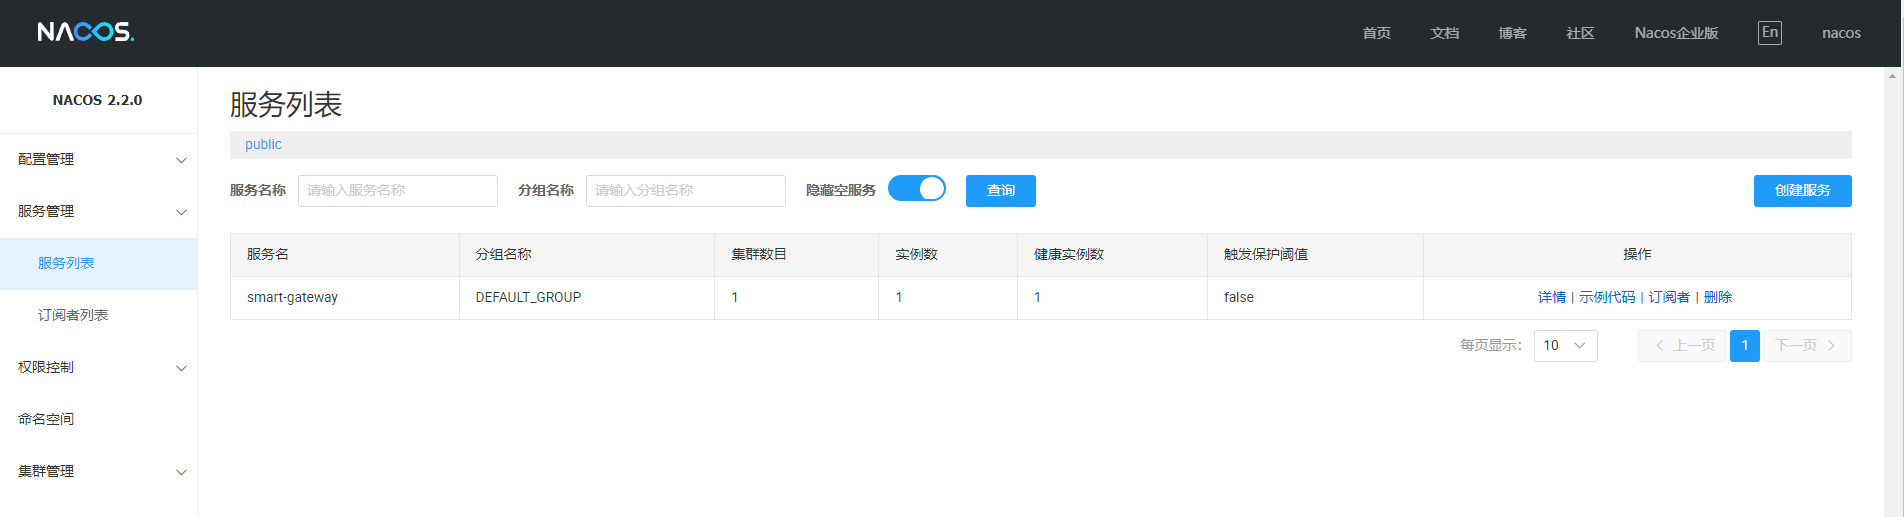 NACOS.
首页 文档 博客 社区 Nacos企业版 En nacos
NACOS 2.2.0
配置管理
服务管理
服务列表
订阅者列表
权限控制
命名空间
集群管理
服务列表
public
服务名称 请输入服务名称 分组名称 请输入分组名称 隐藏空服务 查询 创建服务
服务名 分组名称 集群数目 实例数 健康实例数 触发保护阈值 操作
smart-gateway DEFAULT_GROUP 1 1 1 false 详情 | 示例代码 | 订阅者 | 删除
每页显示: 10 上一页 1 下一页